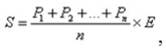 S = (P₁ + P₂ + ... + Pₙ) / n × E ,